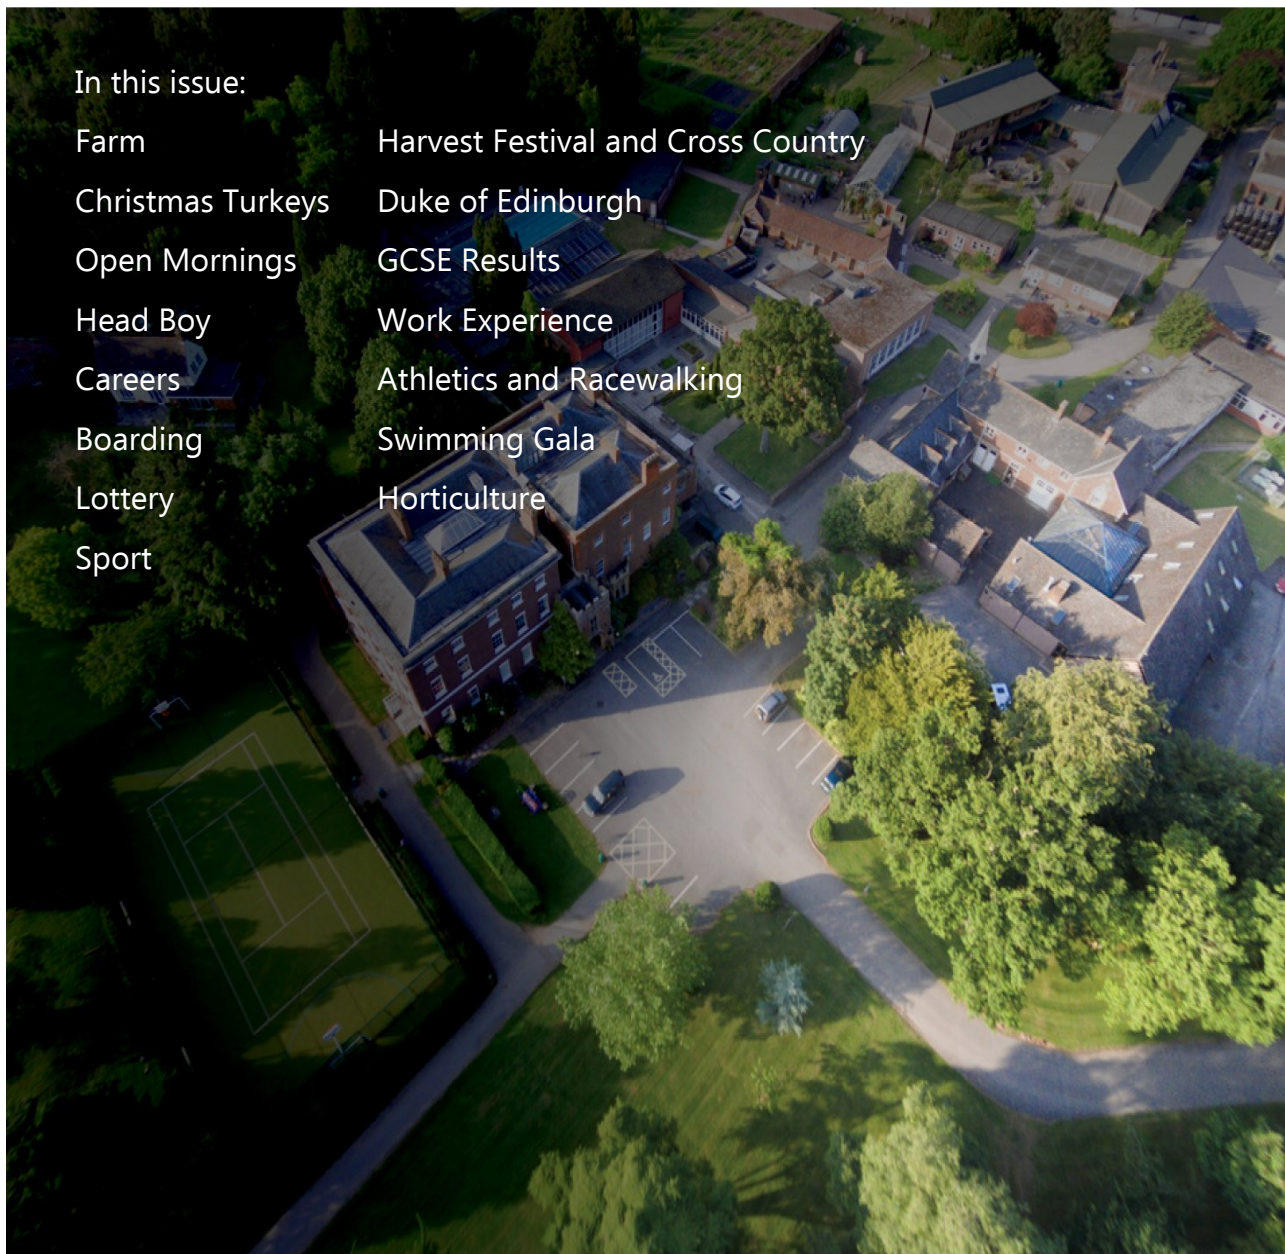 In this issue:
Farm
Christmas Turkeys
Open Mornings
Head Boy
Careers
Boarding
Lottery
Sport
Harvest Festival and Cross Country
Duke of Edinburgh
GCSE Results
Work Experience
Athletics and Racewalking
Swimming Gala
Horticulture